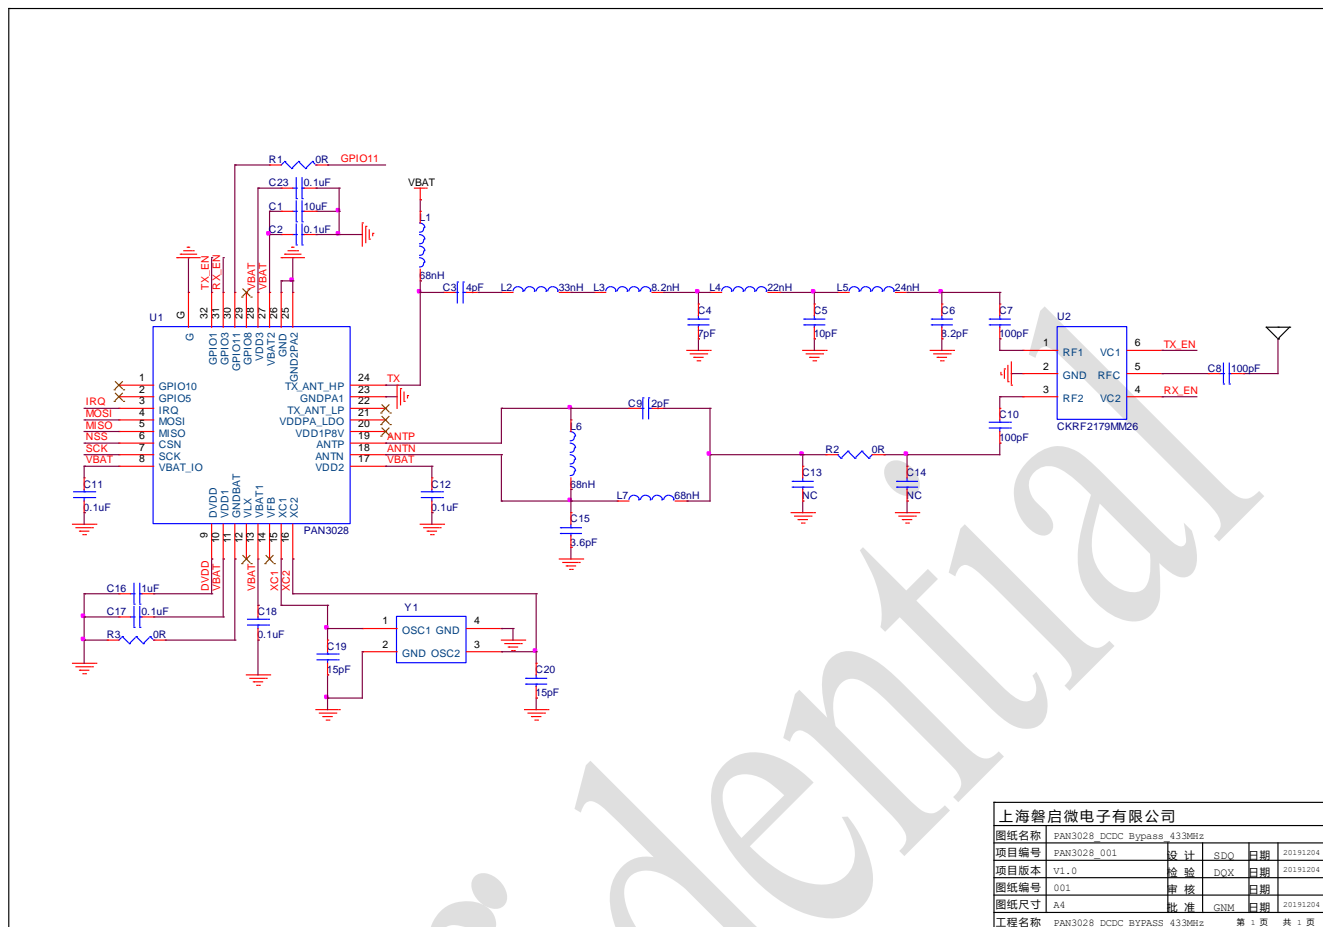 R1 0R GPIO11
C23 0.1uF
C1 10uF
C2 0.1uF
VBAT
L1
68nH
TX_EN
RX_EN
VBAT
VBAT
C3 4pF
L2 33nH
L3 8.2nH
L4 22nH
L5 24nH
C4
7pF
C5
10pF
C6
8.2pF
C7
100pF
U1
G
32
31
30
29
28
27
26
25
G
GPIO1
GPIO3
GPIO11
GPIO8
VDD3
VBAT2
GND
GND2PA2
1 GPIO10
2 GPIO5
IRQ 3 IRQ
MOSI 4 MOSI
MISO 5 MISO
NSS 6 CSN
SCK 7 SCK
VBAT 8 VBAT_IO
TX_ANT_HP 24 TX
GNDPA1 23
TX_ANT_LP 22
VDDPA_LDO 21
VDD1P8V 20
ANTP 19 ANTP
ANTN 18 ANTN
VDD2 17 VBAT
DVDD
VDD1
GNDBAT
VLX
VBAT1
VFB
XC1
XC2
PAN3028
9
10
11
12
13
14
15
16
DVDD
VBAT
VBAT
XC1
XC2
C11
0.1uF
C12
0.1uF
C9 2pF
L6
68nH
L7 68nH
C15
3.6pF
C13
NC
R2 0R
C14
NC
C10
100pF
U2
1 RF1 VC1 6 TX_EN
2 GND RFC 5
3 RF2 VC2 4 RX_EN
CKRF2179MM26
C8 100pF
C16 1uF
C17 0.1uF
R3 0R
C18
0.1uF
C19
15pF
Y1
1 OSC1 GND 4
2 GND OSC2 3
C20
15pF
上海磐启微电子有限公司
图纸名称 PAN3028_DCDC Bypass_433MHz
项目编号 PAN3028_001 设 计 SDQ 日期 20191204
项目版本 V1.0 检 验 DQX 日期 20191204
图纸编号 001 审 核 日期
图纸尺寸 A4 批 准 GNM 日期 20191204
工程名称 PAN3028_DCDC BYPASS_433MHz 第 1 页 共 1 页